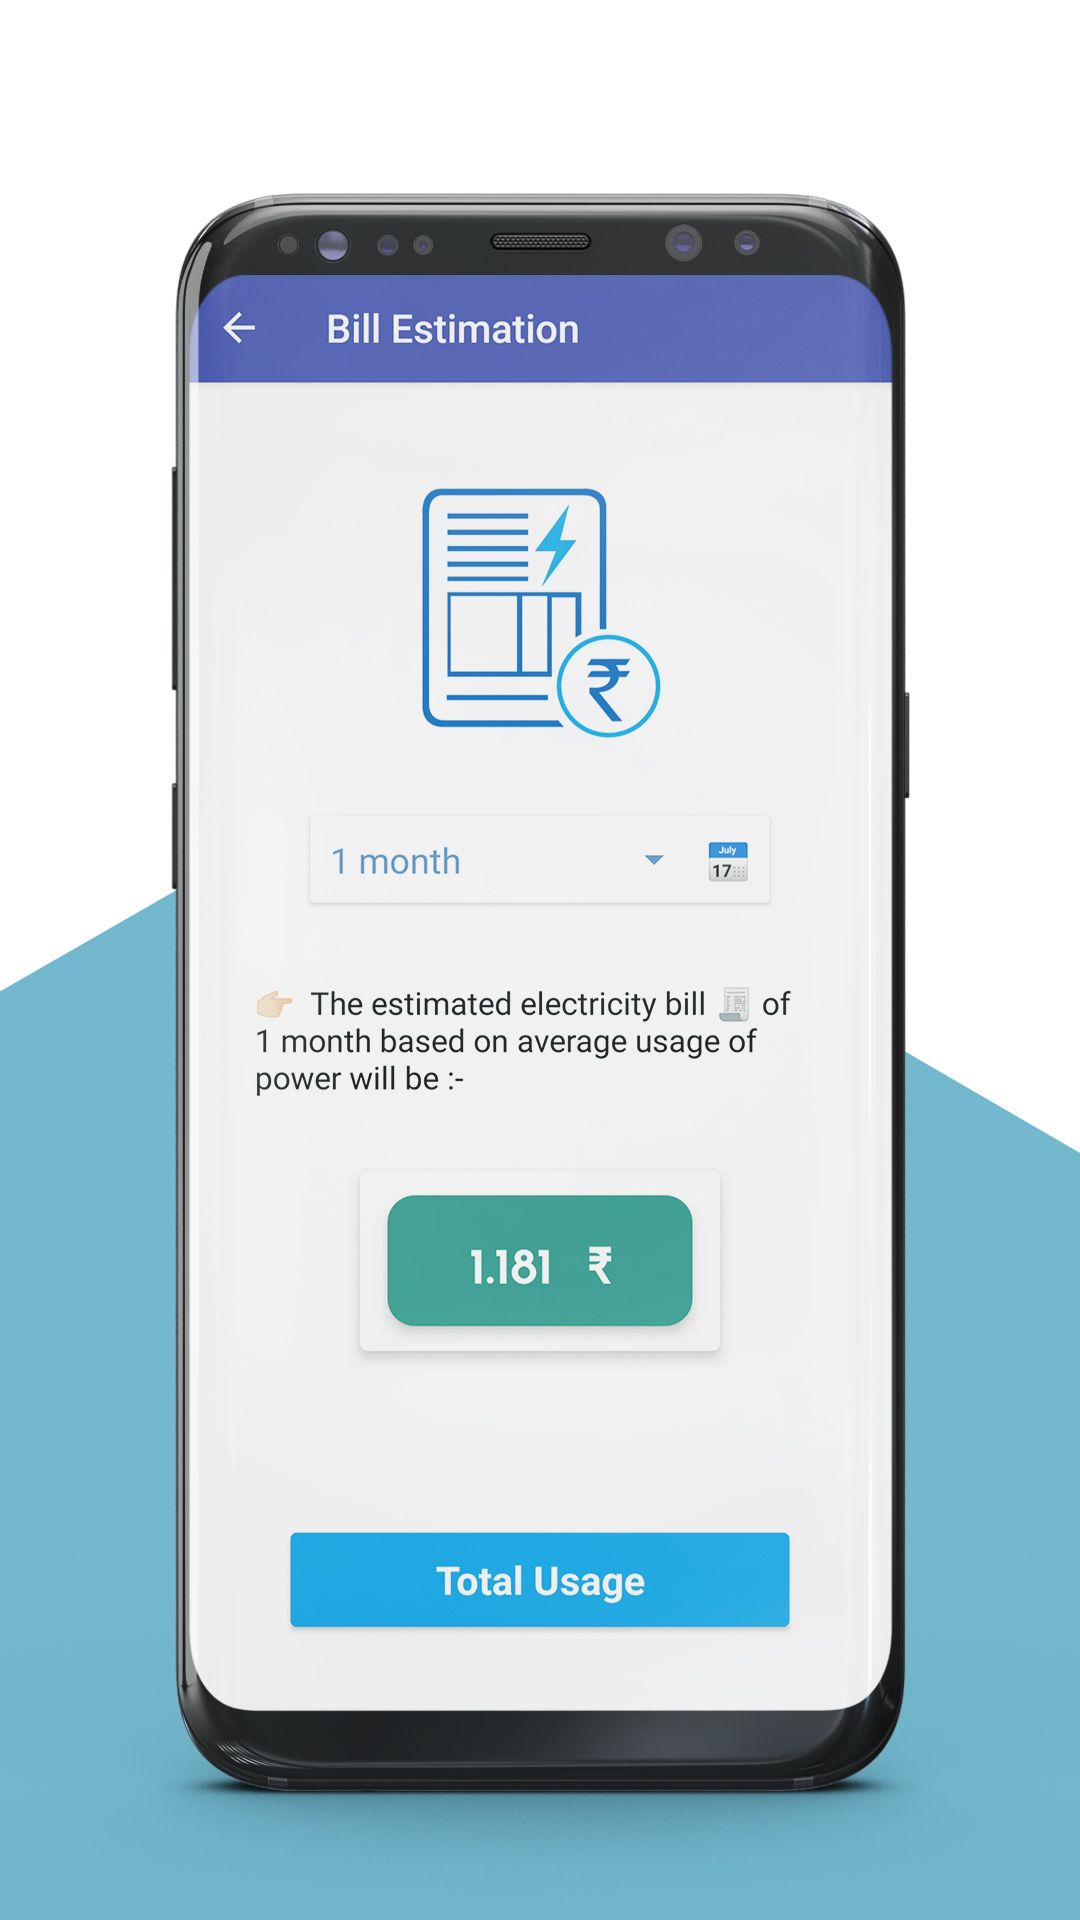 Bill Estimation
₹
1 month
July
17
👉🏻 The estimated electricity bill 🧾 of
1 month based on average usage of
power will be :-
1.181 ₹
Total Usage